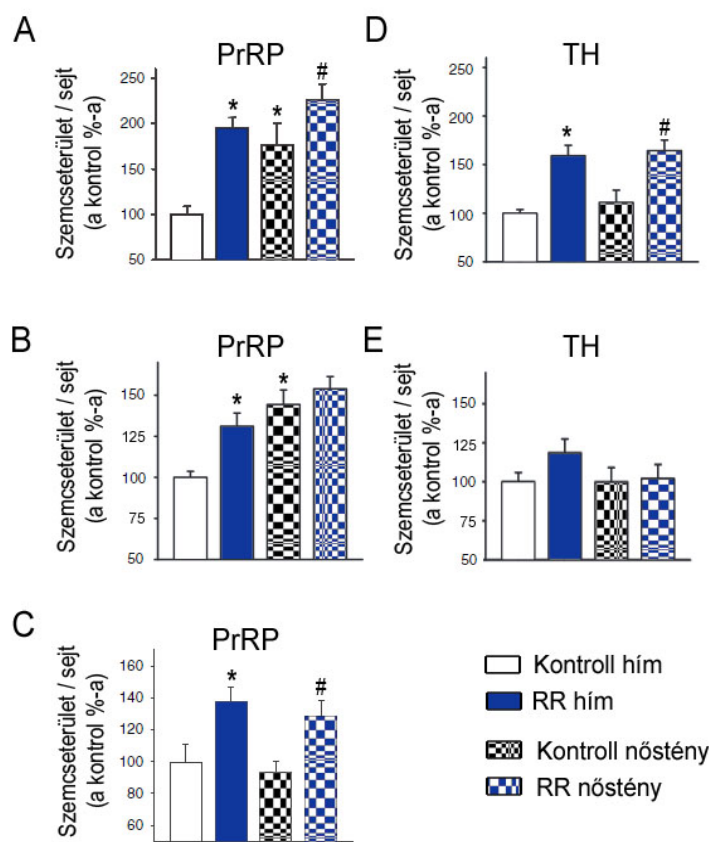 A
PrRP
Szemcseterület / sejt
(a kontrol %-a)
250
200
150
100
50
*
*
#
D
TH
Szemcseterület / sejt
(a kontrol %-a)
250
200
150
100
50
*
#
B
PrRP
Szemcseterület / sejt
(a kontrol %-a)
150
125
100
75
50
*
*
E
TH
Szemcseterület / sejt
(a kontrol %-a)
150
125
100
75
50
C
PrRP
Szemcseterület / sejt
(a kontrol %-a)
160
140
120
100
80
60
*
#
Kontroll hím
RR hím
Kontroll nőstény
RR nőstény